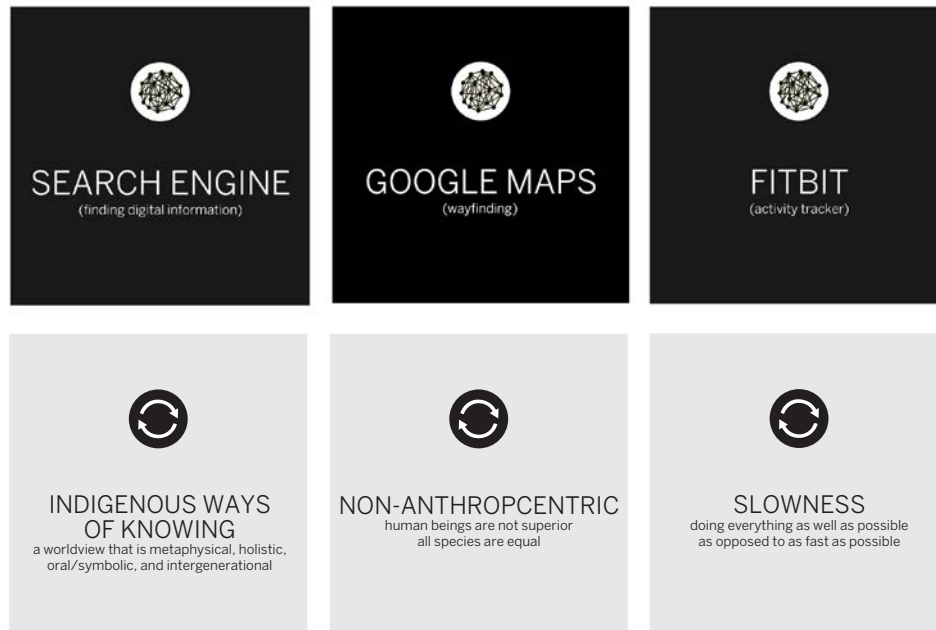 SEARCH ENGINE
(finding digital information)
GOOGLE MAPS
(wayfinding)
FITBIT
(activity tracker)
INDIGENOUS WAYS
OF KNOWING
a worldview that is metaphysical, holistic,
oral/symbolic, and intergenerational
NON-ANTHROPCENTRIC
human beings are not superior
all species are equal
SLOWNESS
doing everything as well as possible
as opposed to as fast as possible